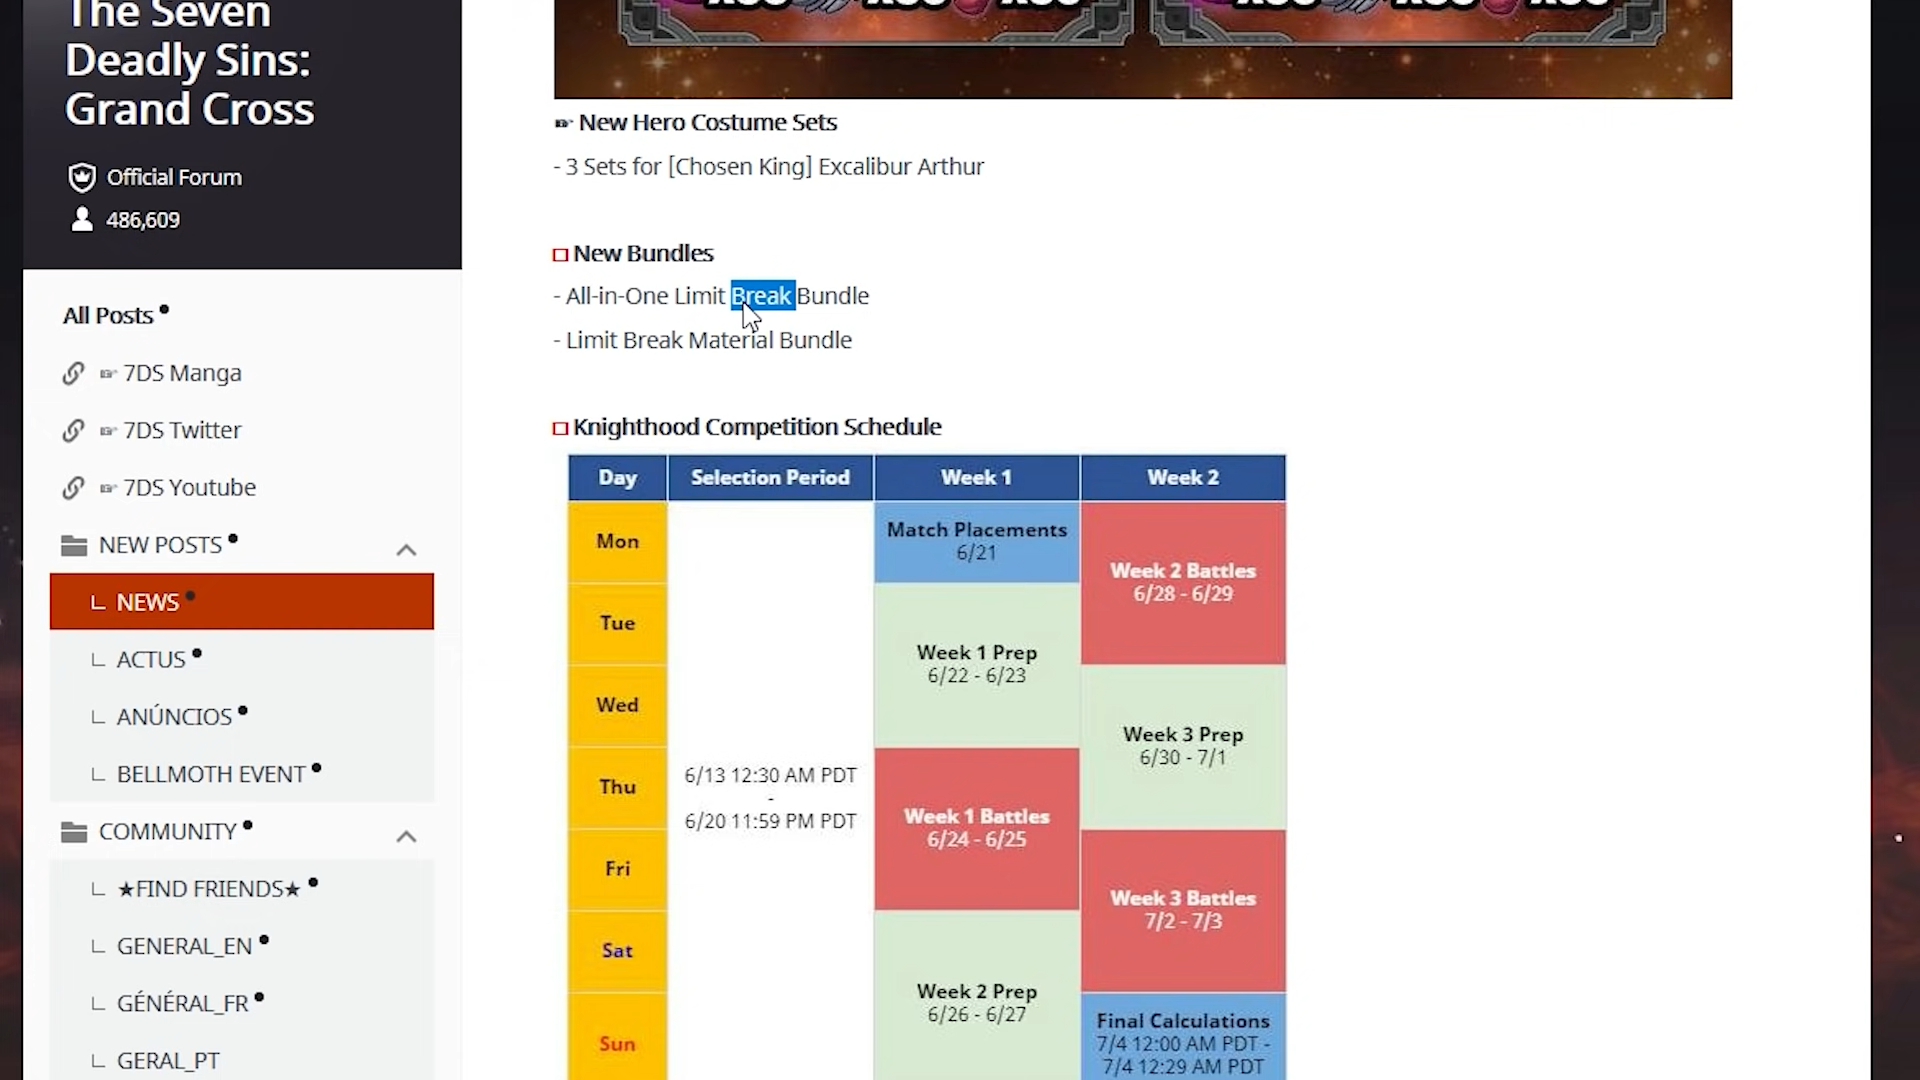 The Seven
Deadly Sins:
Grand Cross
Official Forum
486,609
All Posts
7DS Manga
7DS Twitter
7DS Youtube
NEW POSTS
NEWS
ACTUS
ANÚNCIOS
BELLMOTH EVENT
COMMUNITY
★FIND FRIENDS★
GENERAL_EN
GÉNÉRAL_FR
GERAL_PT
☞ New Hero Costume Sets
- 3 Sets for [Chosen King] Excalibur Arthur
□ New Bundles
- All-in-One Limit Break Bundle
- Limit Break Material Bundle
□ Knighthood Competition Schedule
Day Selection Period Week 1 Week 2
Mon
Tue
Wed
Thu
Fri
Sat
Sun
6/13 12:30 AM PDT
-
6/20 11:59 PM PDT
Match Placements
6/21
Week 1 Prep
6/22 - 6/23
Week 1 Battles
6/24 - 6/25
Week 2 Prep
6/26 - 6/27
Week 2 Battles
6/28 - 6/29
Week 3 Prep
6/30 - 7/1
Week 3 Battles
7/2 - 7/3
Final Calculations
7/4 12:00 AM PDT -
7/4 12:29 AM PDT